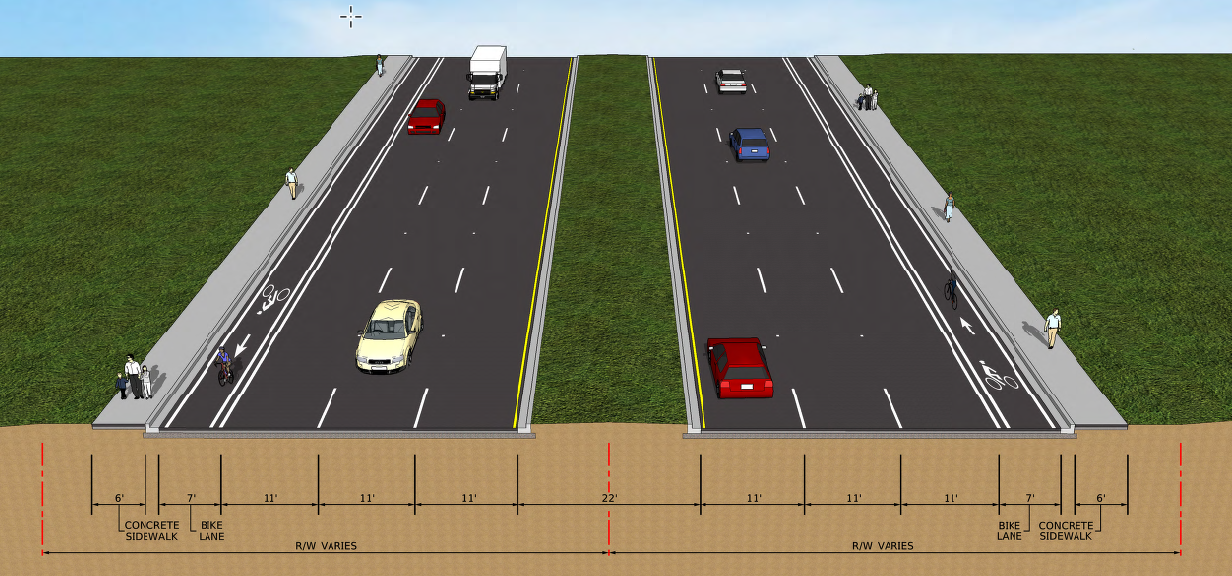 6' 7' 11' 11' 11' 22' 11' 11' 11' 7' 6'
CONCRETE SIDEWALK
BIKE LANE
BIKE LANE
CONCRETE SIDEWALK
R/W VARIES R/W VARIES